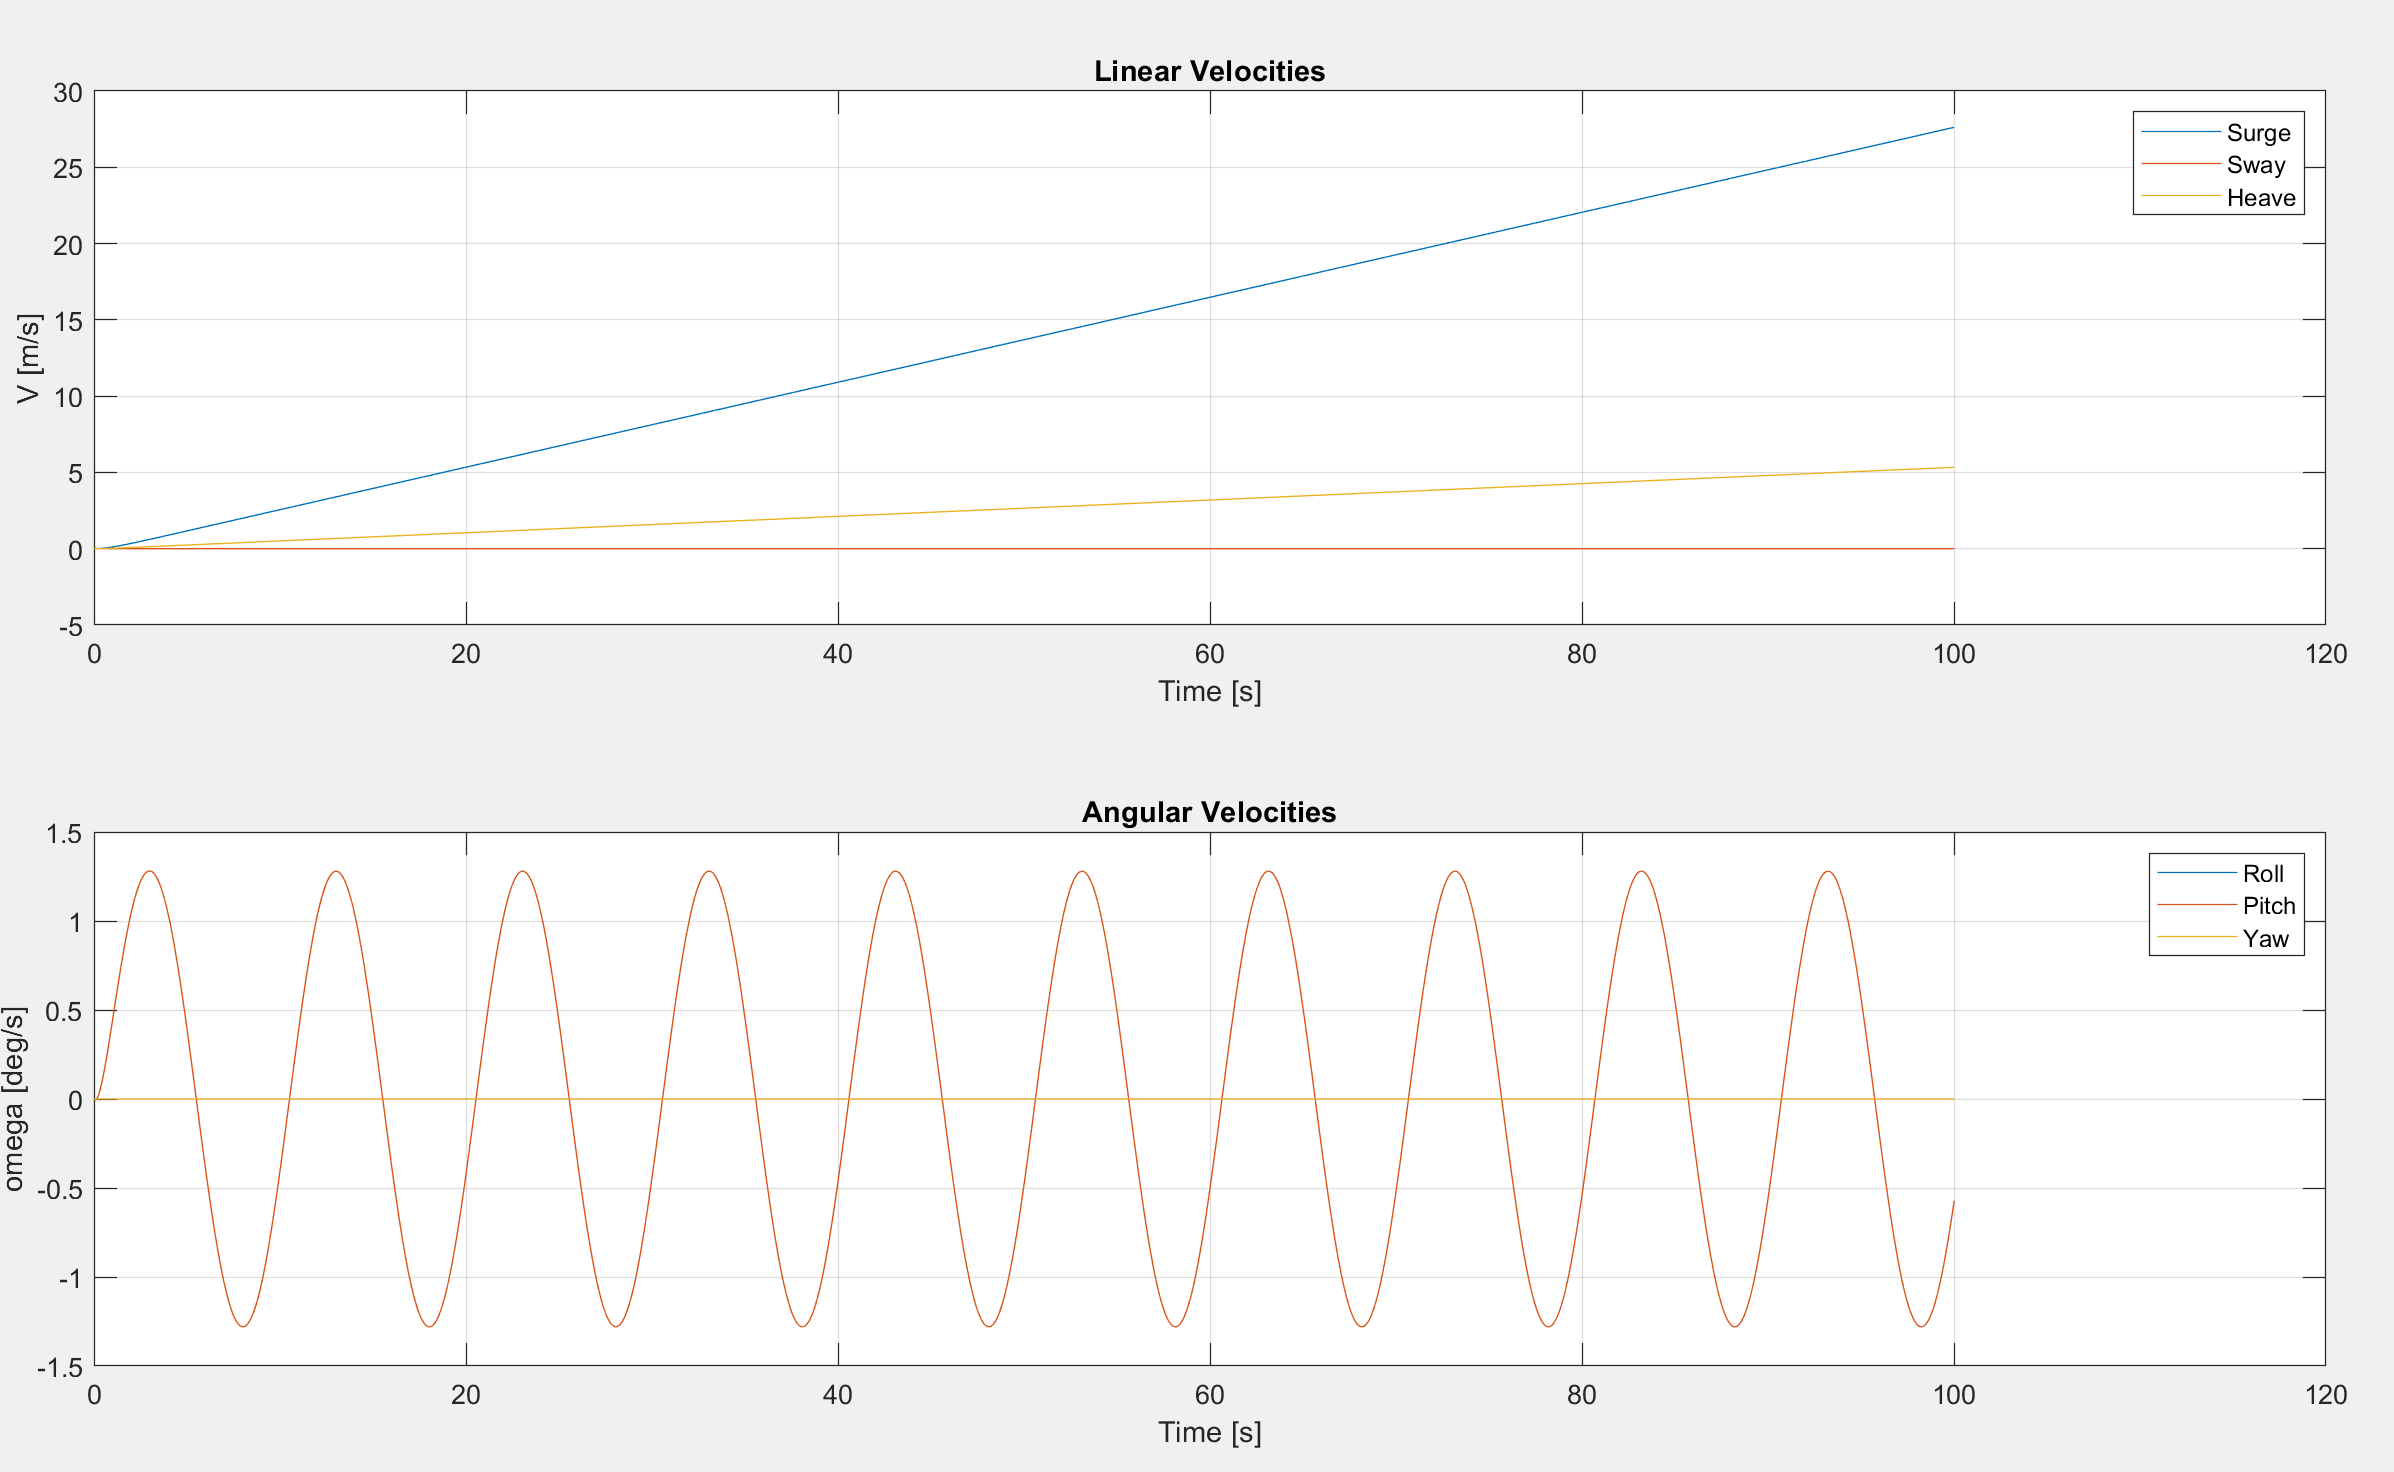 Linear Velocities
30
25
20
15
10
5
0
-5
V [m/s]
0 20 40 60 80 100 120
Time [s]
Surge
Sway
Heave
Angular Velocities
1.5
1
0.5
0
-0.5
-1
-1.5
omega [deg/s]
0 20 40 60 80 100 120
Time [s]
Roll
Pitch
Yaw